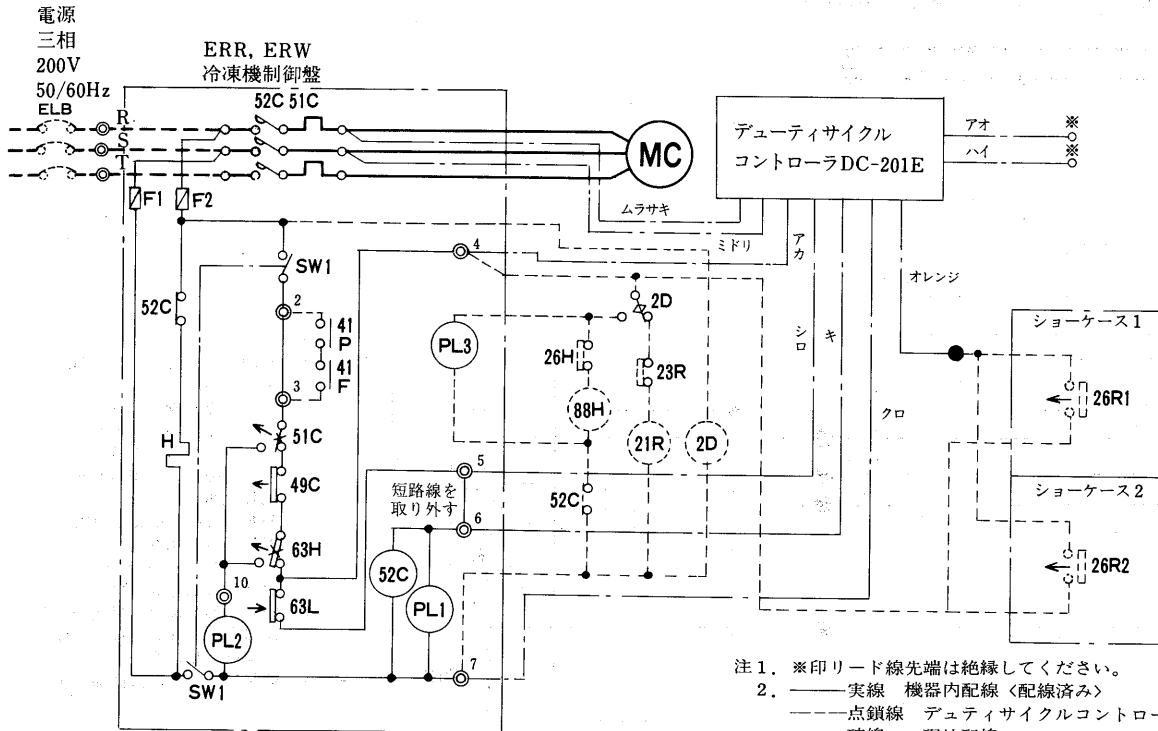 電源
三相
200V
50/60Hz
ELB
ERR, ERW
冷凍機制御盤
52C 51C
R
S
T
MC
デューティサイクル
コントローラDC-201E
アオ
※
ハイ
※
F1
F2
ムラサキ
ミドリ
アカ
オレンジ
SW1
4
2
52C
41
P
41
F
3
PL3
2D
26H
23R
88H
21R
2D
シロ
キ
クロ
ショーケース1
26R1
ショーケース2
26R2
51C
H
49C
5
短路線を
取り外す
6
52C
63H
10
52C
PL1
63L
PL2
7
SW1
注1. ※印リード線先端は絶縁してください。
2. ―――実線 機器内配線〈配線済み〉
-----点鎖線 デュティサイクルコントロー